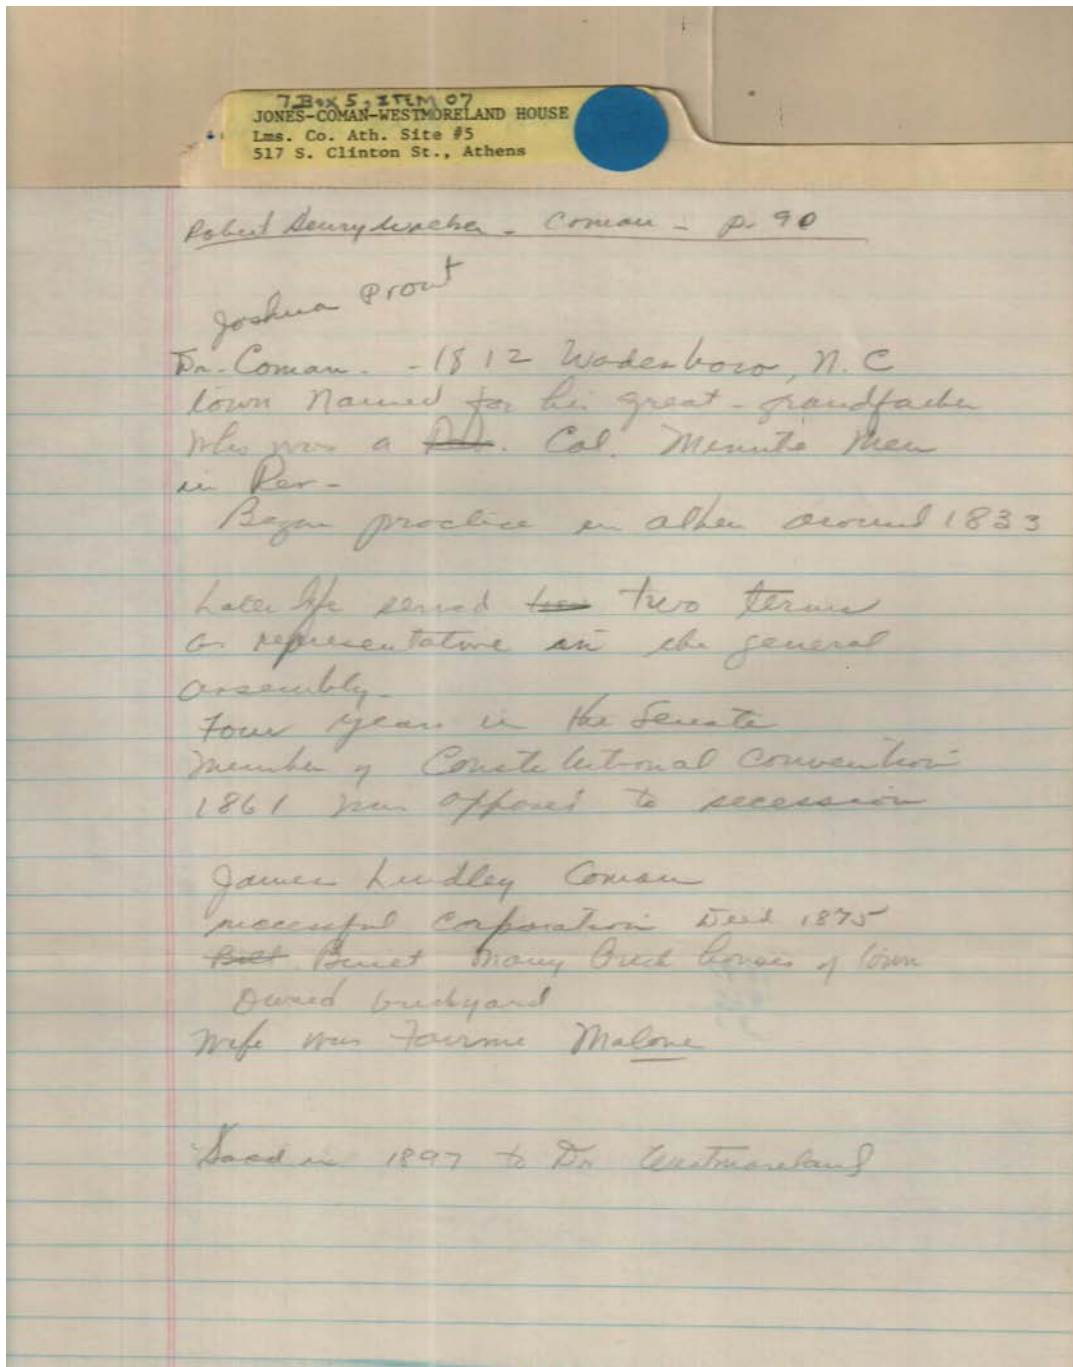 7 Box 5, ITEM 07
JONES-COMAN-WESTMORELAND HOUSE
Lms. Co. Ath. Site #5
517 S. Clinton St., Athens
Robert Henry Walker - Coman - p. 90
Joshua Prout
Dr. Coman. - 1812 Wadesboro, N.C
town named for his great-grandfather
who was a Col. Minute Men
in Rev-
Began practice in Athen around 1833
Later life served two two terms
as representative in the general
assembly-
Four years in the Senate
member of Constitutional Convention
1861 was opposed to secession
James Lindley Coman
successful corporation Died 1875
Built Many brick houses of town
Owned brickyard
Wife was Fannie Malone
in 1897 to Dr Westmoreland